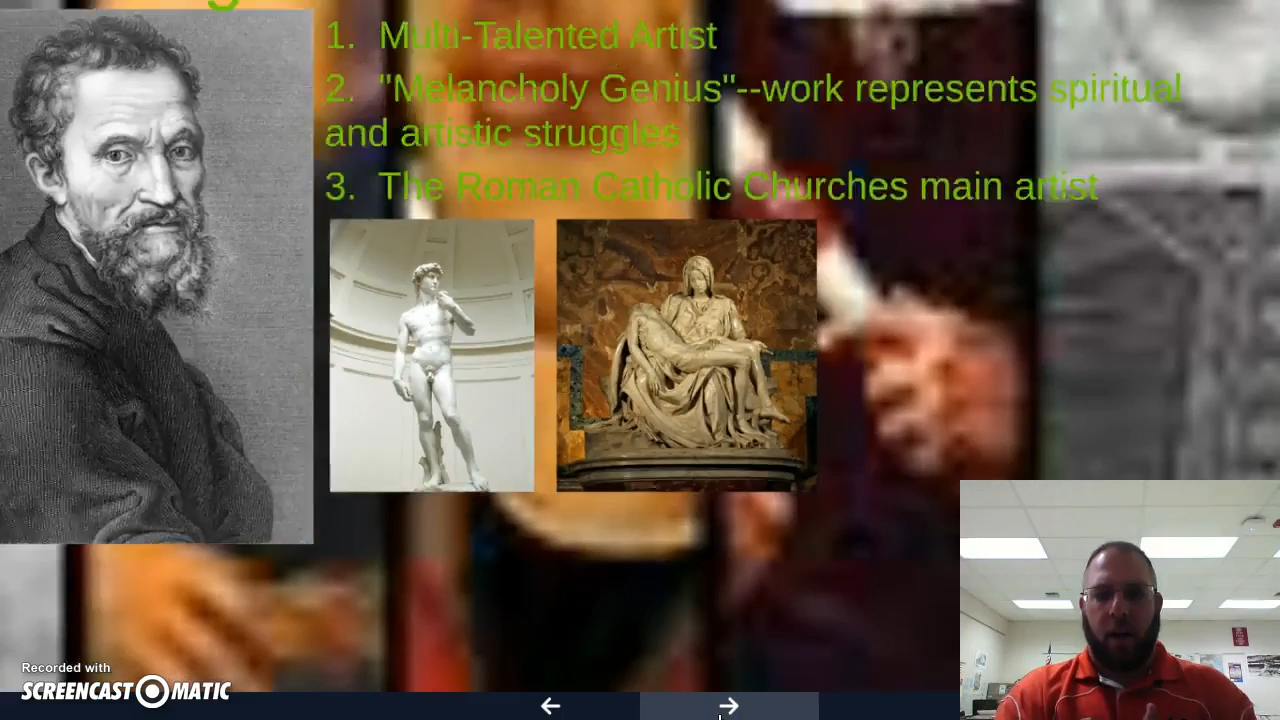 1. Multi-Talented Artist
2. "Melancholy Genius"--work represents spiritual
and artistic struggles
3. The Roman Catholic Churches main artist
Recorded with
SCREENCAST-O-MATIC